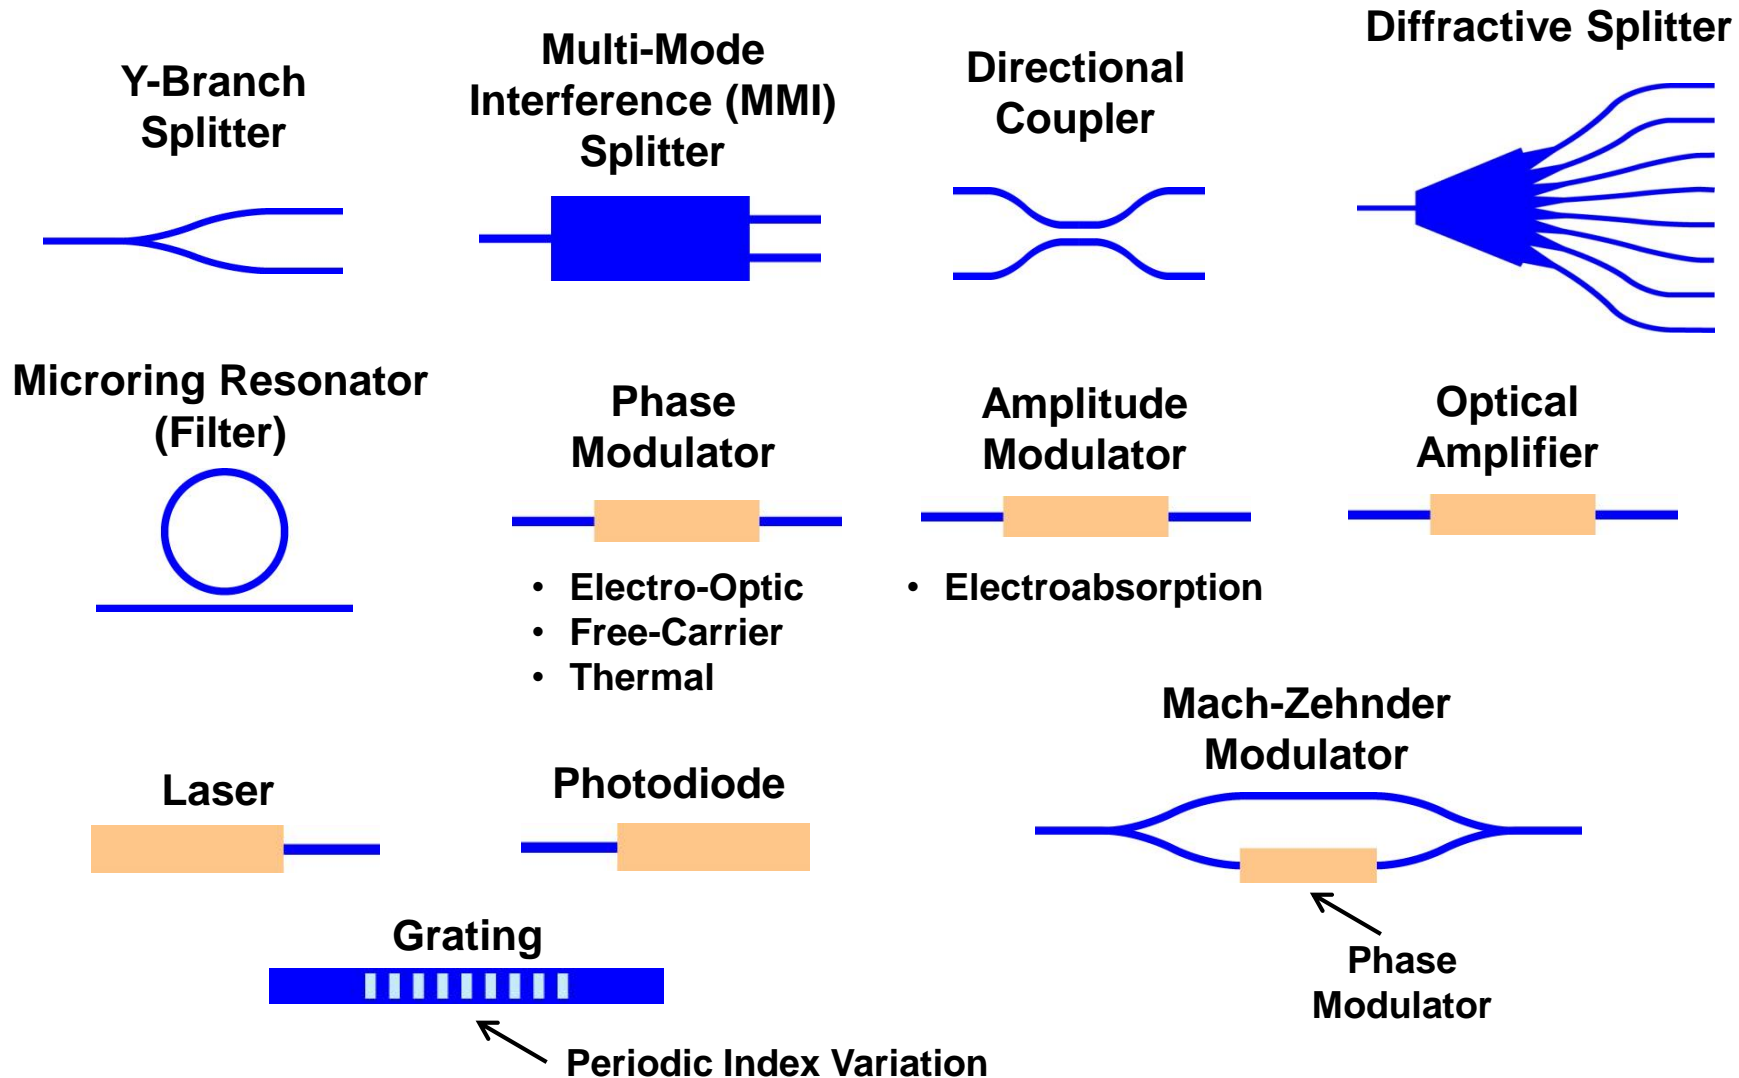 Y-Branch
Splitter
Multi-Mode
Interference (MMI)
Splitter
Directional
Coupler
Diffractive Splitter
Microring Resonator
(Filter)
Phase
Modulator
• Electro-Optic
• Free-Carrier
• Thermal
Amplitude
Modulator
• Electroabsorption
Optical
Amplifier
Laser
Photodiode
Mach-Zehnder
Modulator
Phase
Modulator
Grating
Periodic Index Variation